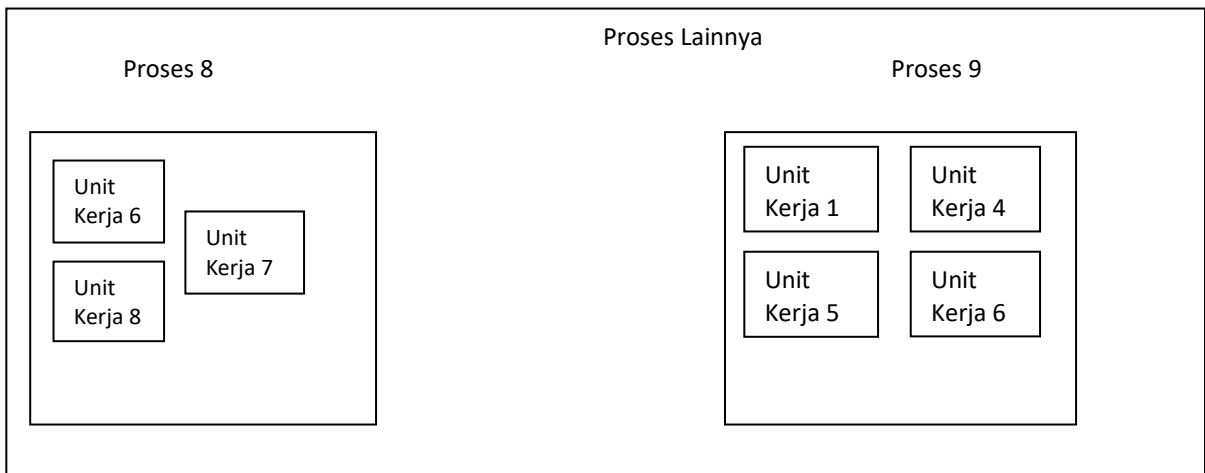 Proses Lainnya
Proses 8
Proses 9
Unit
Kerja 6
Unit
Kerja 7
Unit
Kerja 8
Unit
Kerja 1
Unit
Kerja 4
Unit
Kerja 5
Unit
Kerja 6